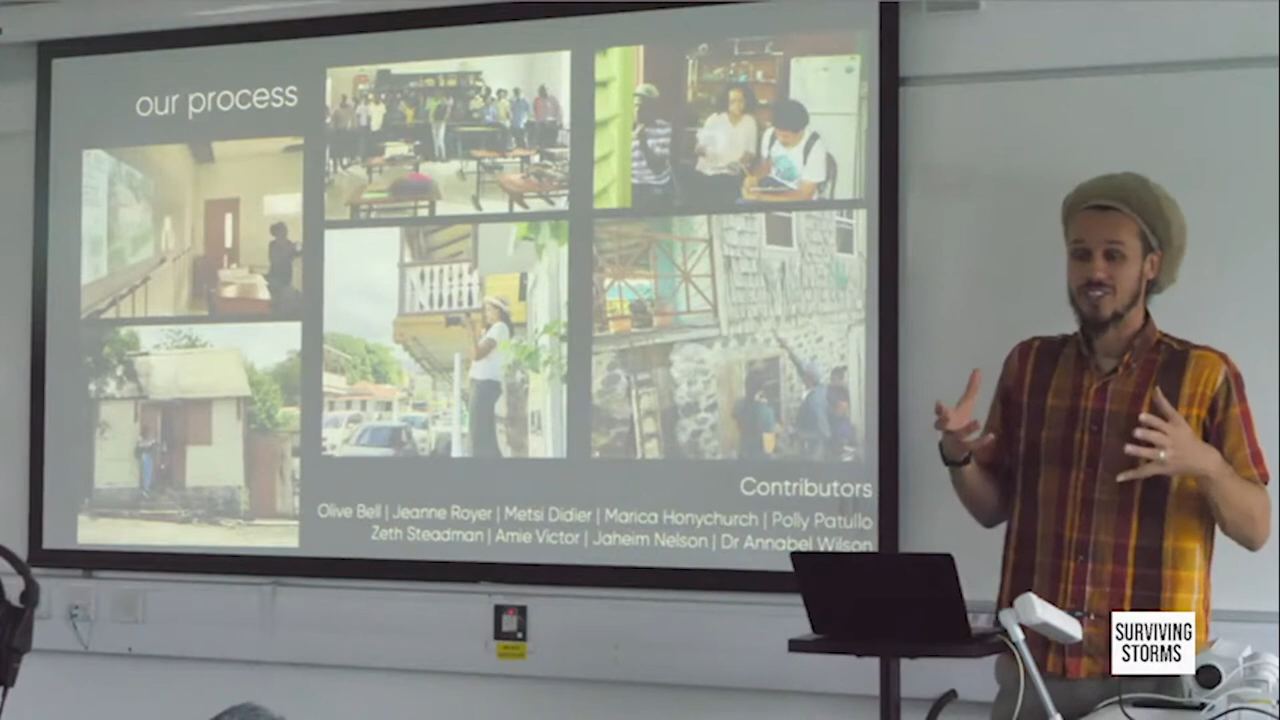 our process
Contributors
Olive Bell | Jeanne Royer | Metsi Didier | Marica Honychurch | Polly Patullo
Zeth Steadman | Amie Victor | Jaheim Nelson | Dr Annabel Wilson
SURVIVING
STORMS